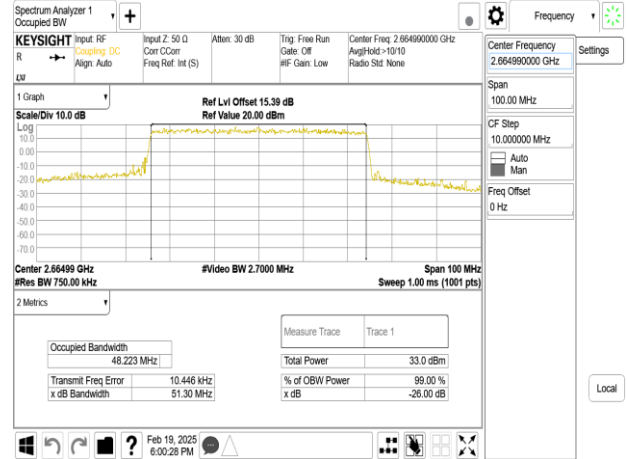 Spectrum Analyzer 1
Occupied BW
Frequency
KEYSIGHT
R
Input: RF
Coupling: DC
Align: Auto
Input Z: 50 Ω
Corr CCorr
Freq Ref: Int (S)
Atten: 30 dB
Trig: Free Run
Gate: Off
#IF Gain: Low
Center Freq: 2.664990000 GHz
Avg|Hold:>10/10
Radio Std: None
Center Frequency
2.664990000 GHz
Settings
Span
100.00 MHz
CF Step
10.000000 MHz
Auto
Man
Freq Offset
0 Hz
Local
1 Graph
Scale/Div 10.0 dB
Ref Lvl Offset 15.39 dB
Ref Value 20.00 dBm
Log
10.0
0.00
-10.0
-20.0
-30.0
-40.0
-50.0
-60.0
-70.0
Center 2.66499 GHz
#Video BW 2.7000 MHz
Span 100 MHz
#Res BW 750.00 kHz
Sweep 1.00 ms (1001 pts)
2 Metrics
Measure Trace
Trace 1
Occupied Bandwidth
48.223 MHz
Total Power
33.0 dBm
Transmit Freq Error
10.446 kHz
% of OBW Power
99.00 %
x dB Bandwidth
51.30 MHz
x dB
-26.00 dB
Feb 19, 2025
6:00:28 PM